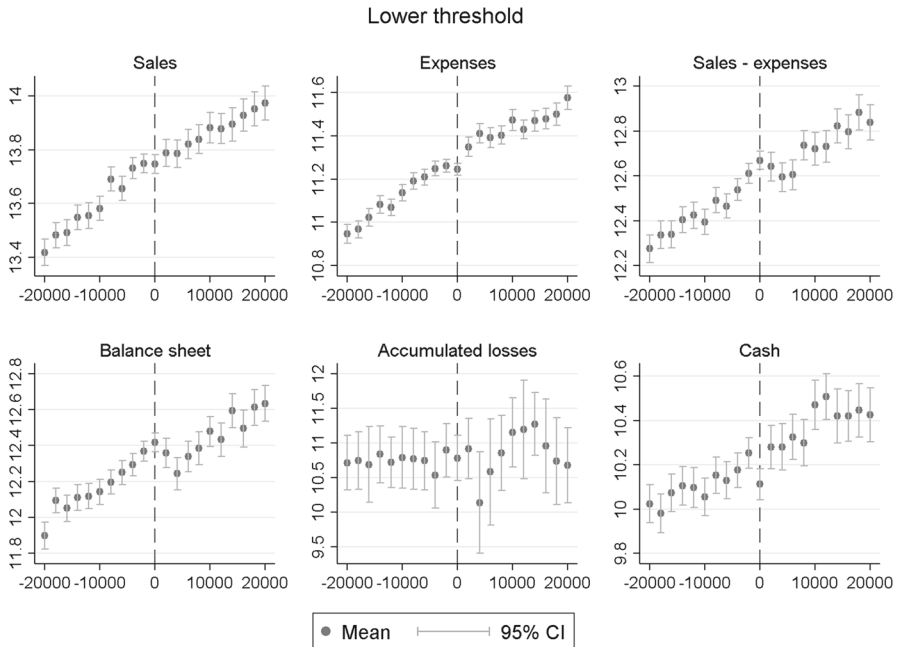 Lower threshold
Sales
Expenses
Sales - expenses
14
13.8
13.6
13.4
-20000 -10000 0 10000 20000
11.6
11.4
11.2
11
10.8
-20000 -10000 0 10000 20000
13
12.8
12.6
12.4
12.2
-20000 -10000 0 10000 20000
Balance sheet
Accumulated losses
Cash
12.8
12.6
12.4
12.2
12
11.8
-20000 -10000 0 10000 20000
12
11.5
11
10.5
10
9.5
-20000 -10000 0 10000 20000
10.6
10.4
10.2
10
9.8
-20000 -10000 0 10000 20000
Mean 95% CI